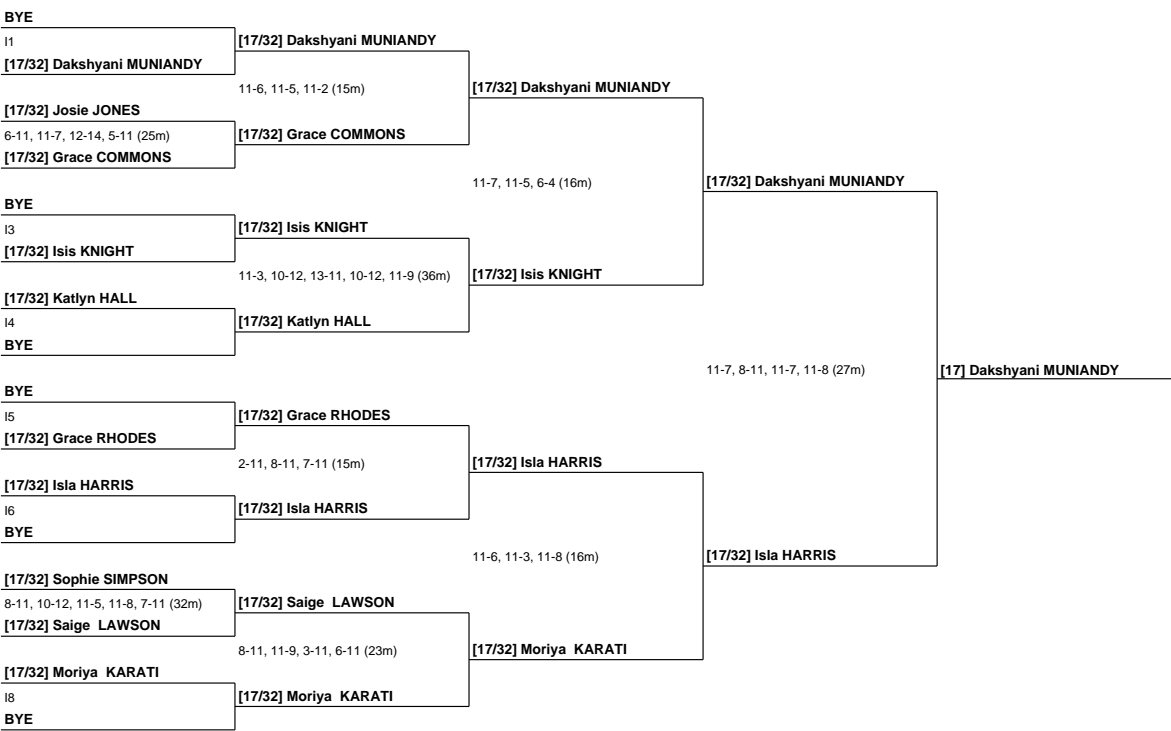 BYE
I1
[17/32] Dakshyani MUNIANDY
[17/32] Josie JONES
6-11, 11-7, 12-14, 5-11 (25m)
[17/32] Grace COMMONS
BYE
I3
[17/32] Isis KNIGHT
[17/32] Katlyn HALL
I4
BYE
BYE
I5
[17/32] Grace RHODES
[17/32] Isla HARRIS
I6
BYE
[17/32] Sophie SIMPSON
8-11, 10-12, 11-5, 11-8, 7-11 (32m)
[17/32] Saige  LAWSON
[17/32] Moriya  KARATI
I8
BYE
[17/32] Dakshyani MUNIANDY
11-6, 11-5, 11-2 (15m)
[17/32] Grace COMMONS
[17/32] Isis KNIGHT
11-3, 10-12, 13-11, 10-12, 11-9 (36m)
[17/32] Katlyn HALL
[17/32] Grace RHODES
2-11, 8-11, 7-11 (15m)
[17/32] Isla HARRIS
[17/32] Saige  LAWSON
8-11, 11-9, 3-11, 6-11 (23m)
[17/32] Moriya  KARATI
[17/32] Dakshyani MUNIANDY
11-7, 11-5, 6-4 (16m)
[17/32] Isis KNIGHT
[17/32] Isla HARRIS
11-6, 11-3, 11-8 (16m)
[17/32] Moriya  KARATI
[17/32] Dakshyani MUNIANDY
11-7, 8-11, 11-7, 11-8 (27m)
[17/32] Isla HARRIS
[17] Dakshyani MUNIANDY